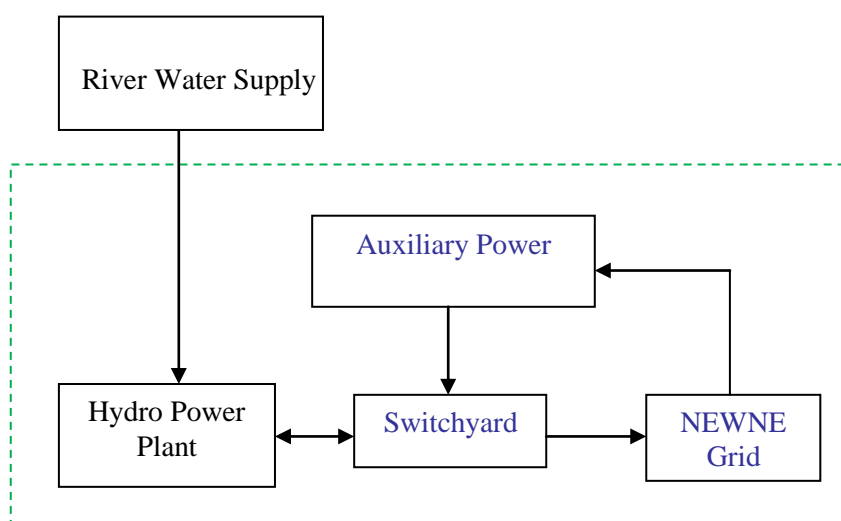 River Water Supply
Auxiliary Power
Hydro Power
Plant
Switchyard
NEWNE
Grid